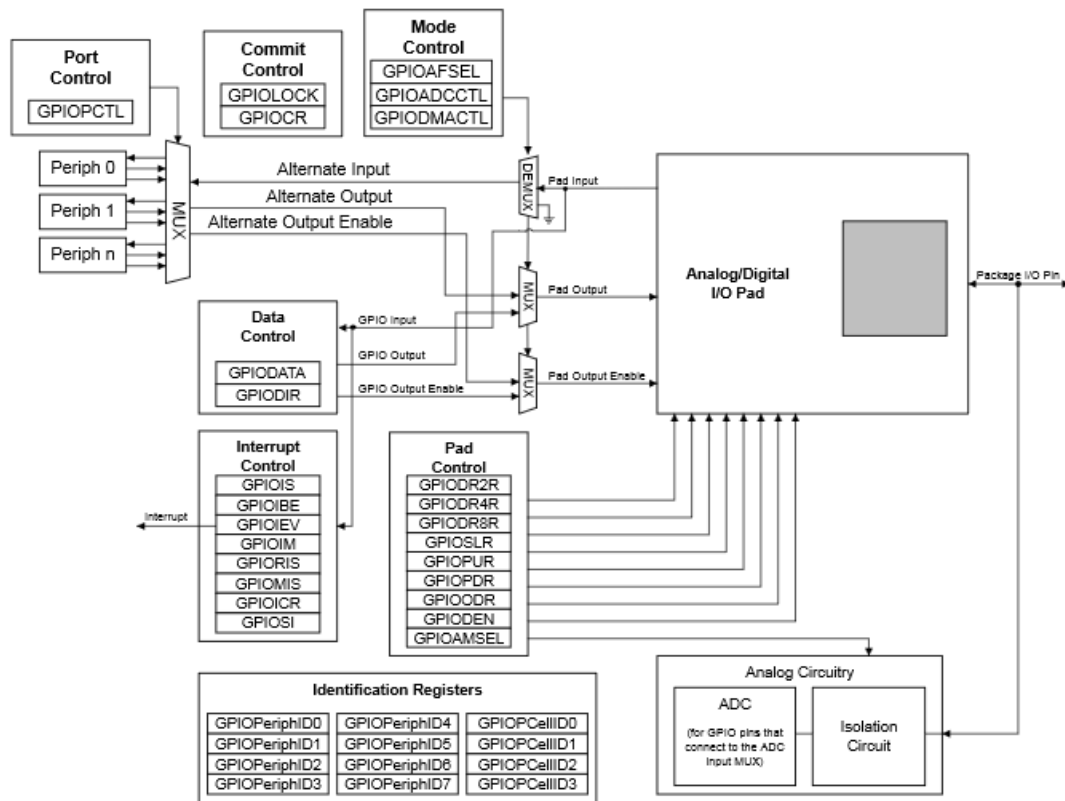 Port
Control
GPIOPCTL
Commit
Control
GPIOLOCK
GPIOCR
Mode
Control
GPIOAFSEL
GPIOADCCTL
GPIODMACTL
Periph 0
Periph 1
Periph n
MUX
Alternate Input
Alternate Output
Alternate Output Enable
DEMUX
Pad Input
MUX
Pad Output
MUX
Pad Output Enable
Analog/Digital
I/O Pad
Package I/O Pin
Data
Control
GPIODATA
GPIODIR
GPIO Input
GPIO Output
GPIO Output Enable
Interrupt
Control
GPIOIS
GPIOIBE
GPIOIEV
GPIOIM
GPIORIS
GPIOMIS
GPIOICR
GPIOSI
Interrupt
Pad
Control
GPIODR2R
GPIODR4R
GPIODR8R
GPIOSLR
GPIOPUR
GPIOPDR
GPIOODR
GPIODEN
GPIOAMSEL
Analog Circuitry
ADC
(for GPIO pins that
connect to the ADC
input MUX)
Isolation
Circuit
Identification Registers
GPIOPeriphID0 GPIOPeriphID4 GPIOPCellID0
GPIOPeriphID1 GPIOPeriphID5 GPIOPCellID1
GPIOPeriphID2 GPIOPeriphID6 GPIOPCellID2
GPIOPeriphID3 GPIOPeriphID7 GPIOPCellID3